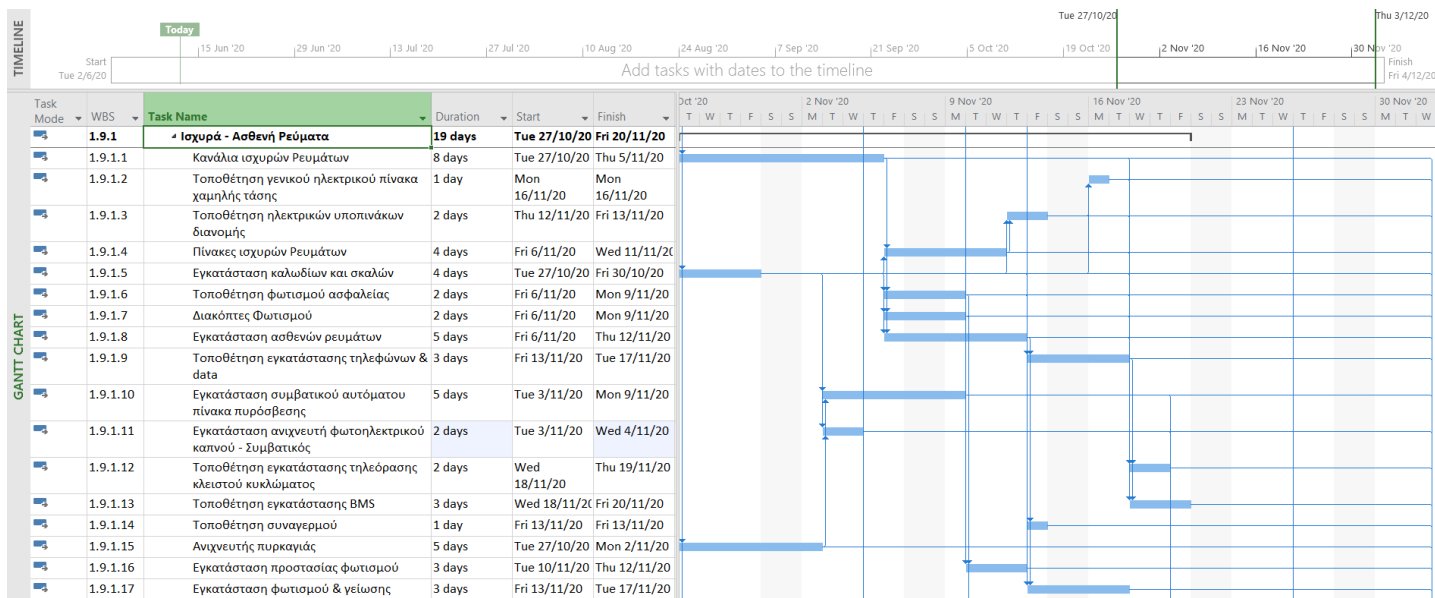 TIMELINE
Tue 27/10/20 Thu 3/12/20
Today
15 Jun '20 29 Jun '20 13 Jul '20 27 Jul '20 10 Aug '20 24 Aug '20 7 Sep '20 21 Sep '20 5 Oct '20 19 Oct '20 2 Nov '20 16 Nov '20 30 Nov '20
Start
Tue 2/6/20
Add tasks with dates to the timeline
Finish
Fri 4/12/20
GANTT CHART
Task Mode WBS Task Name Duration Start Finish
Oct '20 2 Nov '20 9 Nov '20 16 Nov '20 23 Nov '20 30 Nov '20
T W T F S S M T W T F S S M T W T F S S M T W T F S S M T W T F S S M T W
1.9.1 Ισχυρά - Ασθενή Ρεύματα 19 days Tue 27/10/20 Fri 20/11/20
1.9.1.1 Κανάλια ισχυρών Ρευμάτων 8 days Tue 27/10/20 Thu 5/11/20
1.9.1.2 Τοποθέτηση γενικού ηλεκτρικού πίνακα 1 day Mon Mon
χαμηλής τάσης 16/11/20 16/11/20
1.9.1.3 Τοποθέτηση ηλεκτρικών υποπινάκων 2 days Thu 12/11/20 Fri 13/11/20
διανομής
1.9.1.4 Πίνακες ισχυρών Ρευμάτων 4 days Fri 6/11/20 Wed 11/11/20
1.9.1.5 Εγκατάσταση καλωδίων και σκαλών 4 days Tue 27/10/20 Fri 30/10/20
1.9.1.6 Τοποθέτηση φωτισμού ασφαλείας 2 days Fri 6/11/20 Mon 9/11/20
1.9.1.7 Διακόπτες Φωτισμού 2 days Fri 6/11/20 Mon 9/11/20
1.9.1.8 Εγκατάσταση ασθενών ρευμάτων 5 days Fri 6/11/20 Thu 12/11/20
1.9.1.9 Τοποθέτηση εγκατάστασης τηλεφώνων & 3 days Fri 13/11/20 Tue 17/11/20
data
1.9.1.10 Εγκατάσταση συμβατικού αυτόματου 5 days Tue 3/11/20 Mon 9/11/20
πίνακα πυρόσβεσης
1.9.1.11 Εγκατάσταση ανιχνευτή φωτοηλεκτρικού 2 days Tue 3/11/20 Wed 4/11/20
καπνού - Συμβατικός
1.9.1.12 Τοποθέτηση εγκατάστασης τηλεόρασης 2 days Wed Thu 19/11/20
κλειστού κυκλώματος 18/11/20
1.9.1.13 Τοποθέτηση εγκατάστασης BMS 3 days Wed 18/11/20 Fri 20/11/20
1.9.1.14 Τοποθέτηση συναγερμού 1 day Fri 13/11/20 Fri 13/11/20
1.9.1.15 Ανιχνευτής πυρκαγιάς 5 days Tue 27/10/20 Mon 2/11/20
1.9.1.16 Εγκατάσταση προστασίας φωτισμού 3 days Tue 10/11/20 Thu 12/11/20
1.9.1.17 Εγκατάσταση φωτισμού & γείωσης 3 days Fri 13/11/20 Tue 17/11/20